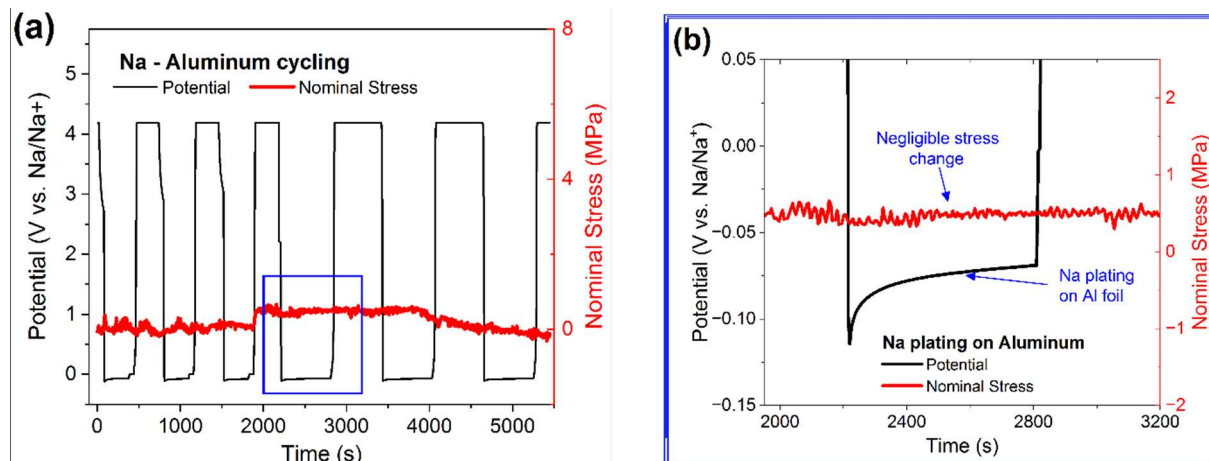 (a)
Na - Aluminum cycling
Potential
Nominal Stress
Potential (V vs. Na/Na+)
5
4
3
2
1
0
8
4
0
Nominal Stress (MPa)
0
1000
2000
3000
4000
5000
Time (s)
(b)
Potential (V vs. Na/Na⁺)
0.05
0.00
−0.05
−0.10
−0.15
Negligible stress
change
Na plating
on Al foil
Na plating on Aluminum
Potential
Nominal Stress
2
1
0
−1
−2
Nominal Stress (MPa)
2000
2400
2800
3200
Time (s)